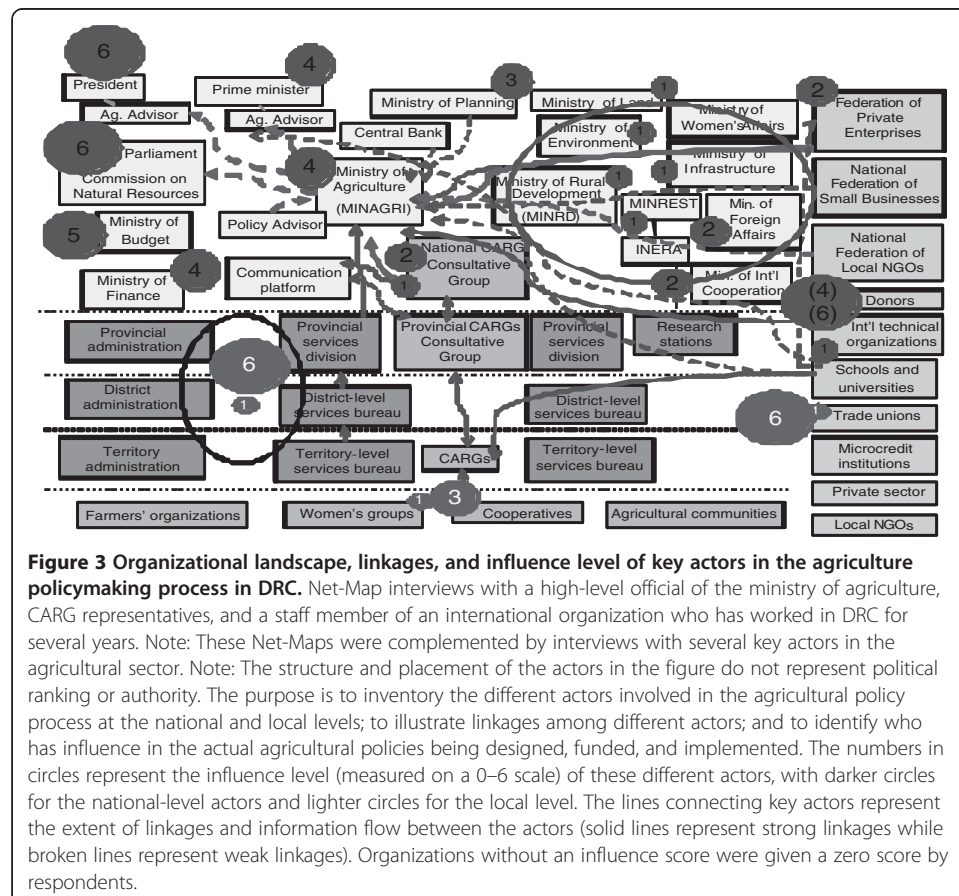 6
4
President
Prime minister
3
1
2
Ministry of Planning
Ministry of Land
Ag. Advisor
Ag. Advisor
Central Bank
Ministry of
Women's Affairs
Federation of
Private
Enterprises
Ministry of
Environment
1
6
Parliament
Commission on
Natural Resources
4
Ministry of
Agriculture
(MINAGRI)
Ministry of Rural
Development
(MINRD)
1
1
Ministry of
Infrastructure
National
Federation of
Small Businesses
MINREST
Min. of
Foreign
Affairs
5
Ministry of
Budget
Policy Advisor
1
2
INERA
National
Federation of
Local NGOs
2
National CARG
Consultative
Group
1
4
Ministry of
Finance
Communication
platform
2
Min. of Int'l
Cooperation
(4)
(6)
Donors
Provincial
administration
Provincial
services
division
Provincial CARGs
Consultative
Group
Provincial
services
division
Research
stations
Int'l technical
organizations
1
6
1
Schools and
universities
District
administration
District-level
services bureau
District-level
services bureau
6
1
Trade unions
Territory
administration
Territory-level
services bureau
CARGs
Territory-level
services bureau
Microcredit
institutions
Private sector
1
3
Farmers' organizations
Women's groups
Cooperatives
Agricultural communities
Local NGOs
Figure 3 Organizational landscape, linkages, and influence level of key actors in the agriculture
policymaking process in DRC. Net-Map interviews with a high-level official of the ministry of agriculture,
CARG representatives, and a staff member of an international organization who has worked in DRC for
several years. Note: These Net-Maps were complemented by interviews with several key actors in the
agricultural sector. Note: The structure and placement of the actors in the figure do not represent political
ranking or authority. The purpose is to inventory the different actors involved in the agricultural policy
process at the national and local levels; to illustrate linkages among different actors; and to identify who
has influence in the actual agricultural policies being designed, funded, and implemented. The numbers in
circles represent the influence level (measured on a 0–6 scale) of these different actors, with darker circles
for the national-level actors and lighter circles for the local level. The lines connecting key actors represent
the extent of linkages and information flow between the actors (solid lines represent strong linkages while
broken lines represent weak linkages). Organizations without an influence score were given a zero score by
respondents.